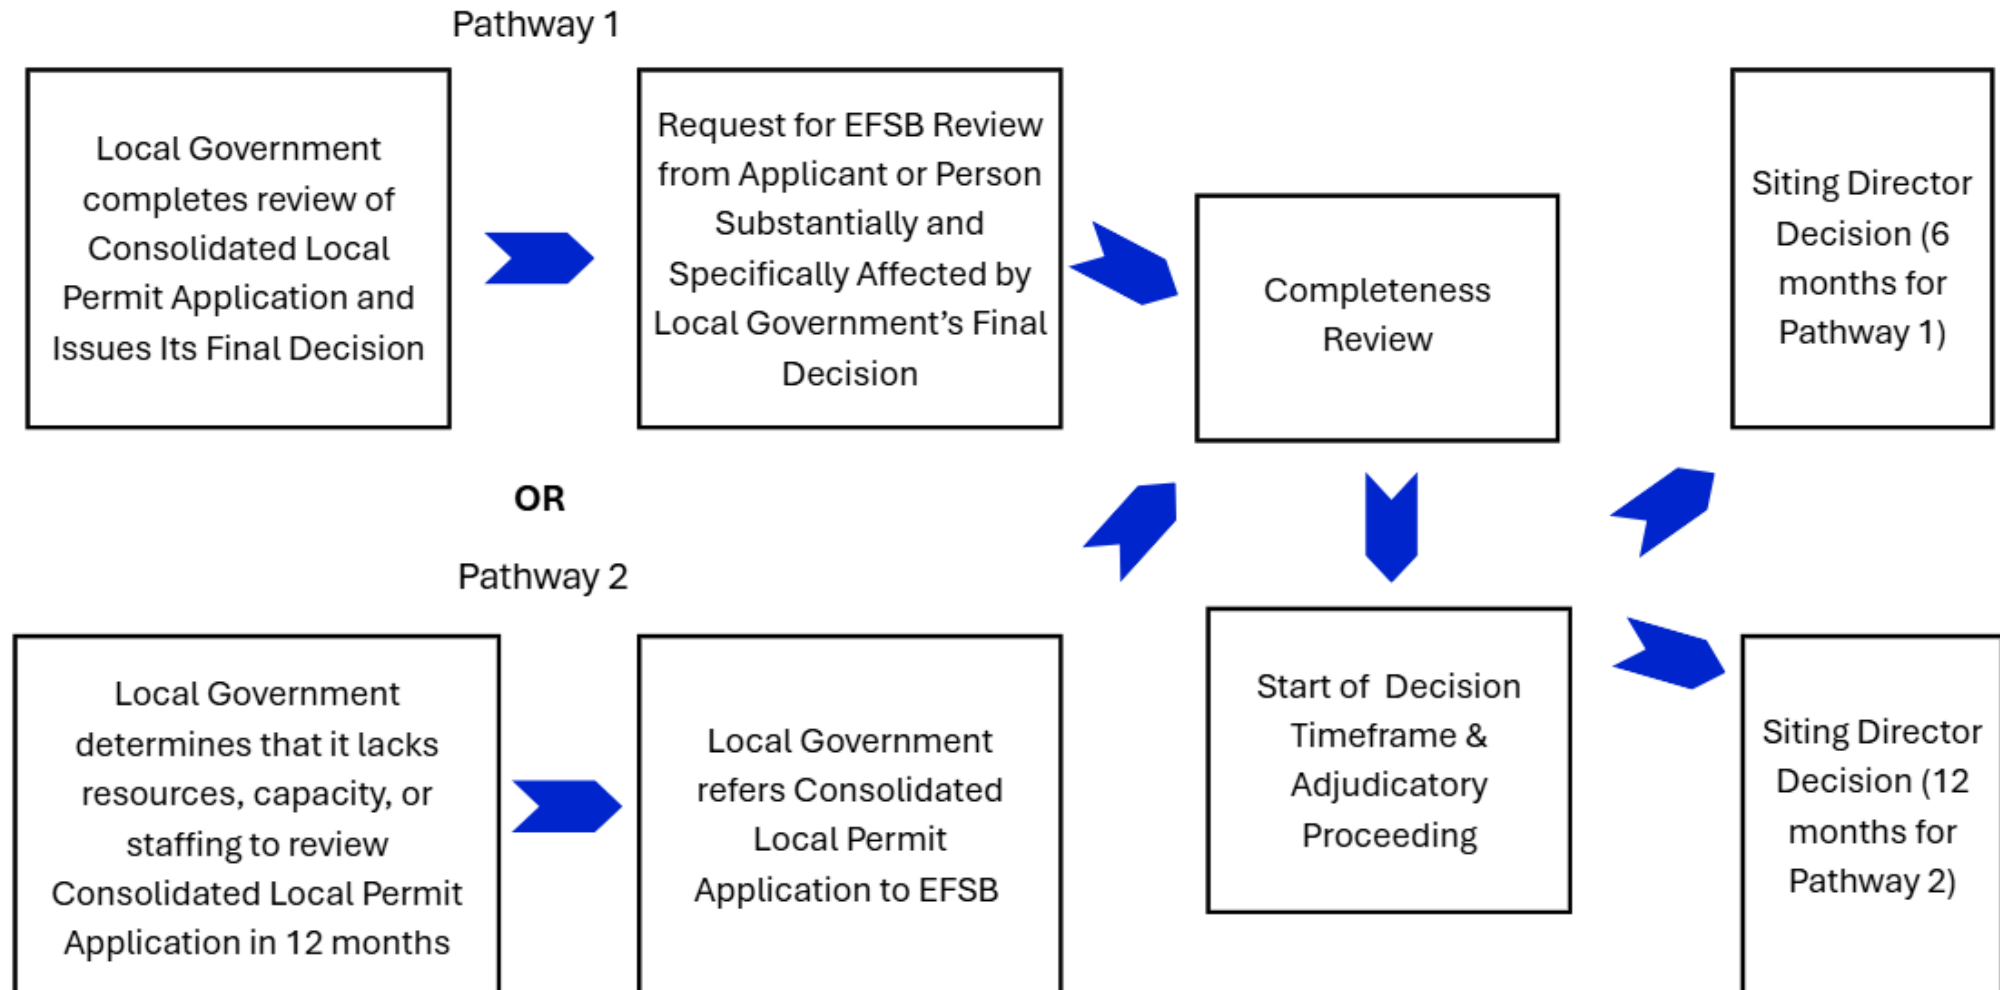 Pathway 1
Local Government
completes review of
Consolidated Local
Permit Application and
Issues Its Final Decision
Request for EFSB Review
from Applicant or Person
Substantially and
Specifically Affected by
Local Government’s Final
Decision
Completeness
Review
Siting Director
Decision (6
months for
Pathway 1)
OR
Pathway 2
Local Government
determines that it lacks
resources, capacity, or
staffing to review
Consolidated Local Permit
Application in 12 months
Local Government
refers Consolidated
Local Permit
Application to EFSB
Start of Decision
Timeframe &
Adjudicatory
Proceeding
Siting Director
Decision (12
months for
Pathway 2)